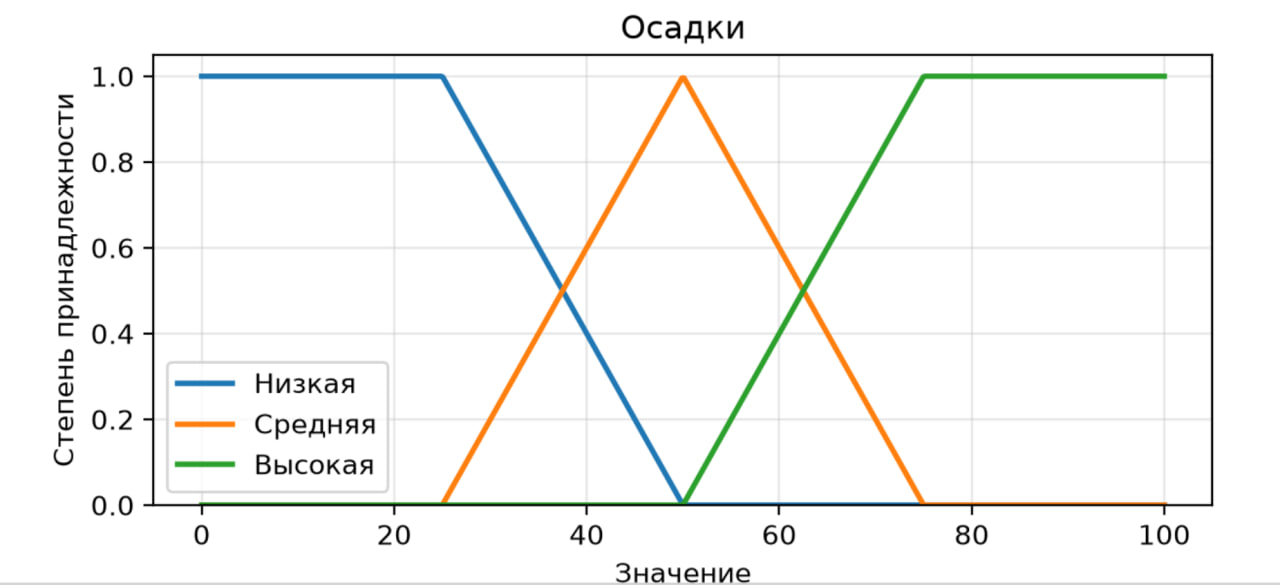 Осадки
Степень принадлежности
1.0
0.8
0.6
0.4
0.2
0.0
Низкая
Средняя
Высокая
0 20 40 60 80 100
Значение